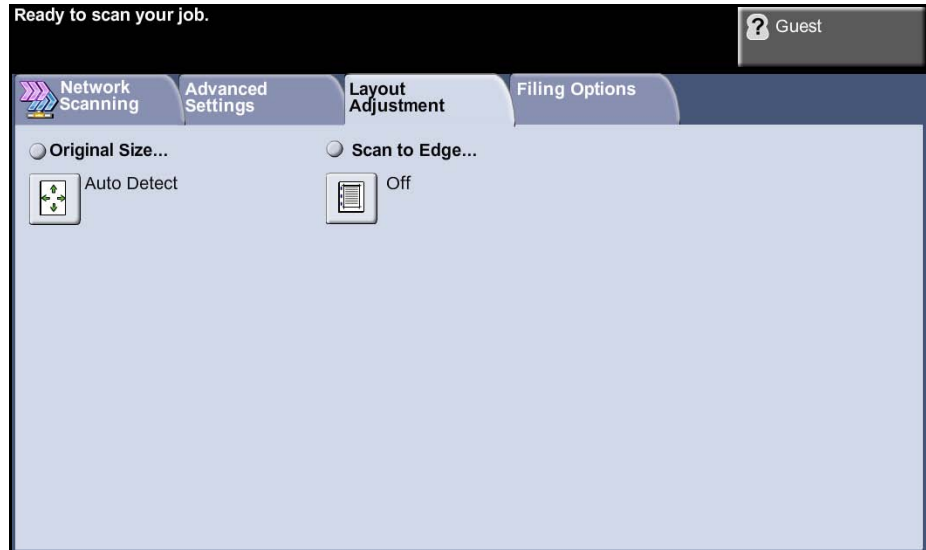 Ready to scan your job.
? Guest
Network Scanning
Advanced Settings
Layout Adjustment
Filing Options
Original Size...
Auto Detect
Scan to Edge...
Off